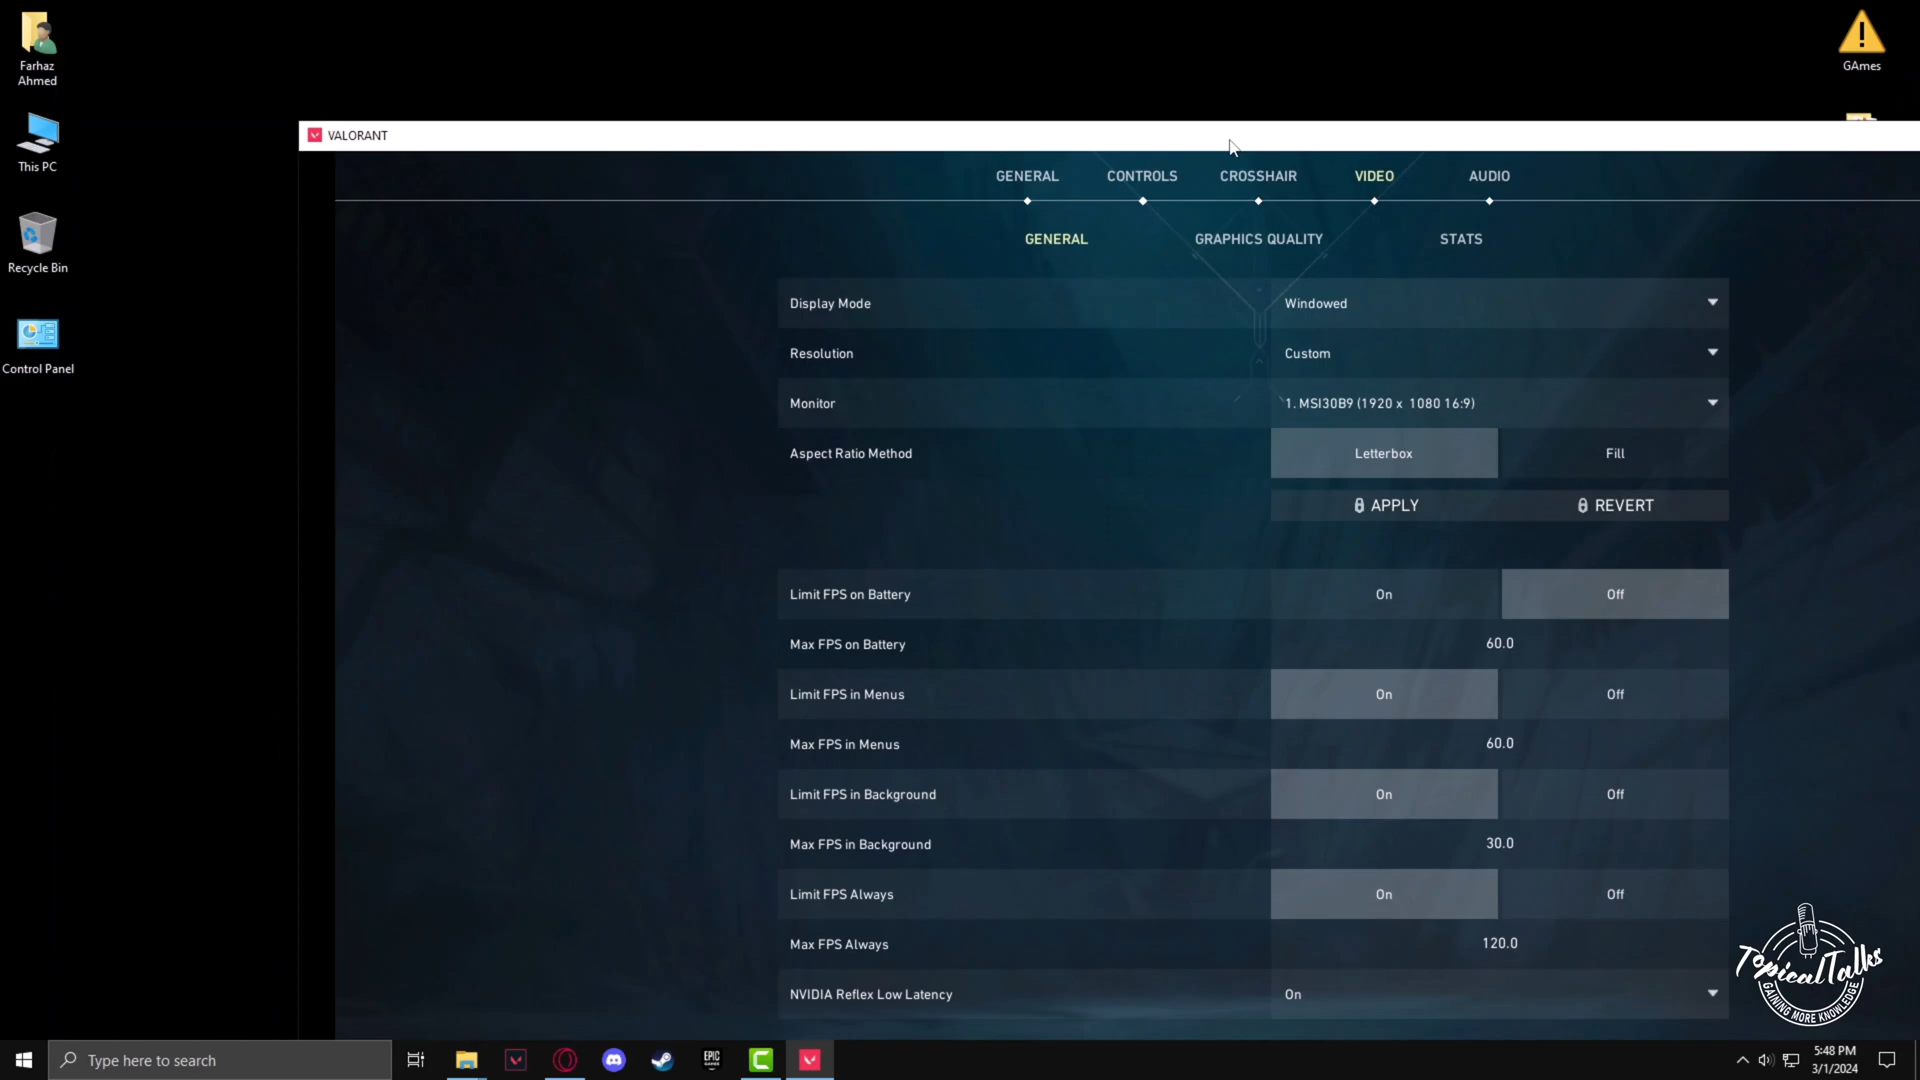 Farhaz
Ahmed
This PC
Recycle Bin
Control Panel
GAmes
VALORANT
GENERAL
CONTROLS
CROSSHAIR
VIDEO
AUDIO
GENERAL
GRAPHICS QUALITY
STATS
Display Mode
Windowed
Resolution
Custom
Monitor
1. MSI30B9 (1920 x 1080 16:9)
Aspect Ratio Method
Letterbox
Fill
APPLY
REVERT
Limit FPS on Battery
On
Off
Max FPS on Battery
60.0
Limit FPS in Menus
On
Off
Max FPS in Menus
60.0
Limit FPS in Background
On
Off
Max FPS in Background
30.0
Limit FPS Always
On
Off
Max FPS Always
120.0
NVIDIA Reflex Low Latency
On
TopicalTalks
GAINING MORE KNOWLEDGE
Type here to search
EPIC
GAMES
5:48 PM
3/1/2024